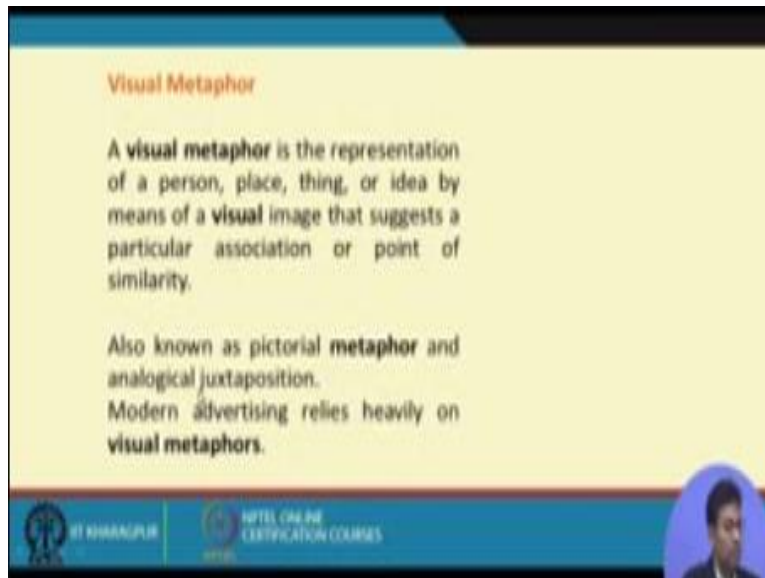 Visual Metaphor
A visual metaphor is the representation
of a person, place, thing, or idea by
means of a visual image that suggests a
particular association or point of
similarity.
Also known as pictorial metaphor and
analogical juxtaposition.
Modern advertising relies heavily on
visual metaphors.
IIT KHARAGPUR
NPTEL ONLINE
CERTIFICATION COURSES
NPTEL